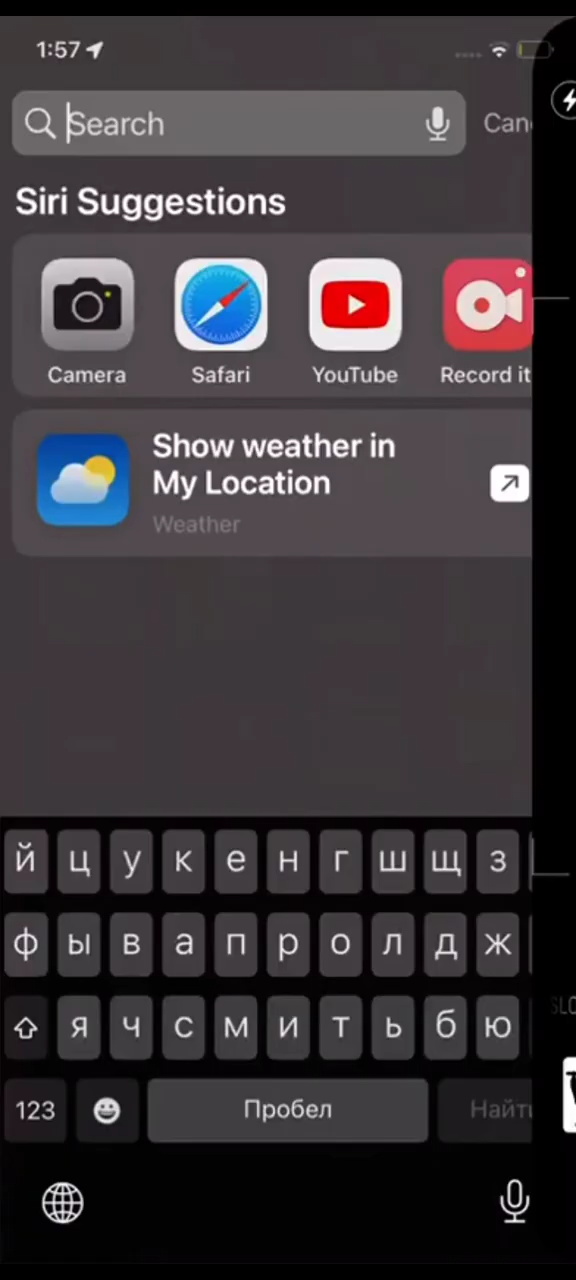 1:57
Search
Siri Suggestions
Camera Safari YouTube Record it
Show weather in
My Location
Weather
й ц у к е н г ш щ з
ф ы в а п р о л д ж
я ч с м и т ь б ю
123 Пробел